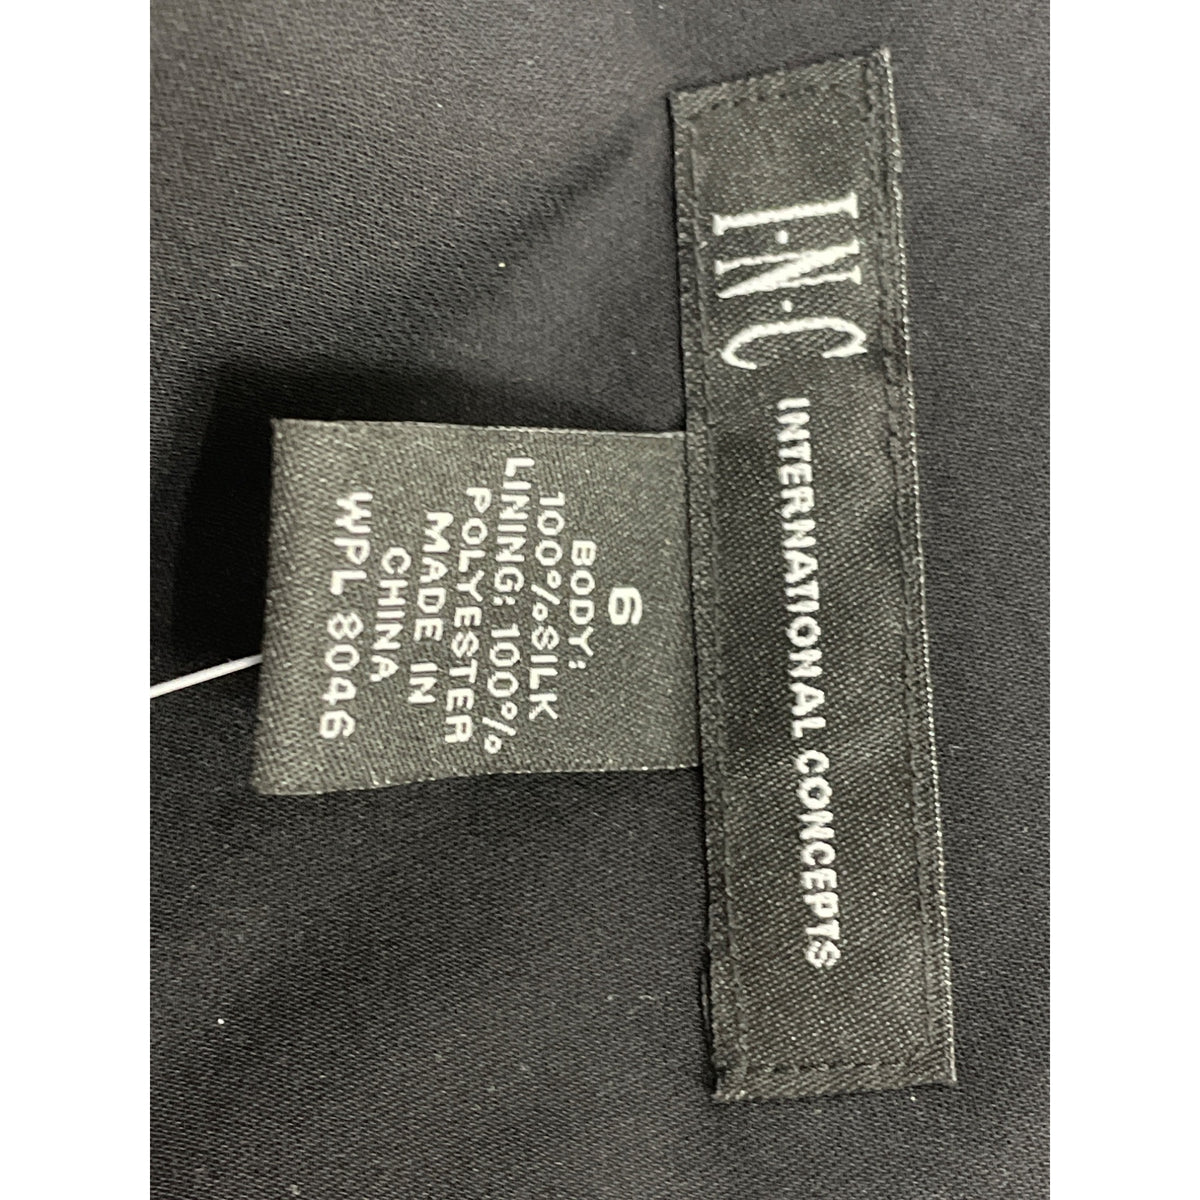 I·N·C INTERNATIONAL CONCEPTS
6
BODY:
100%SILK
LINING: 100%
POLYESTER
MADE IN
CHINA
WPL 8046